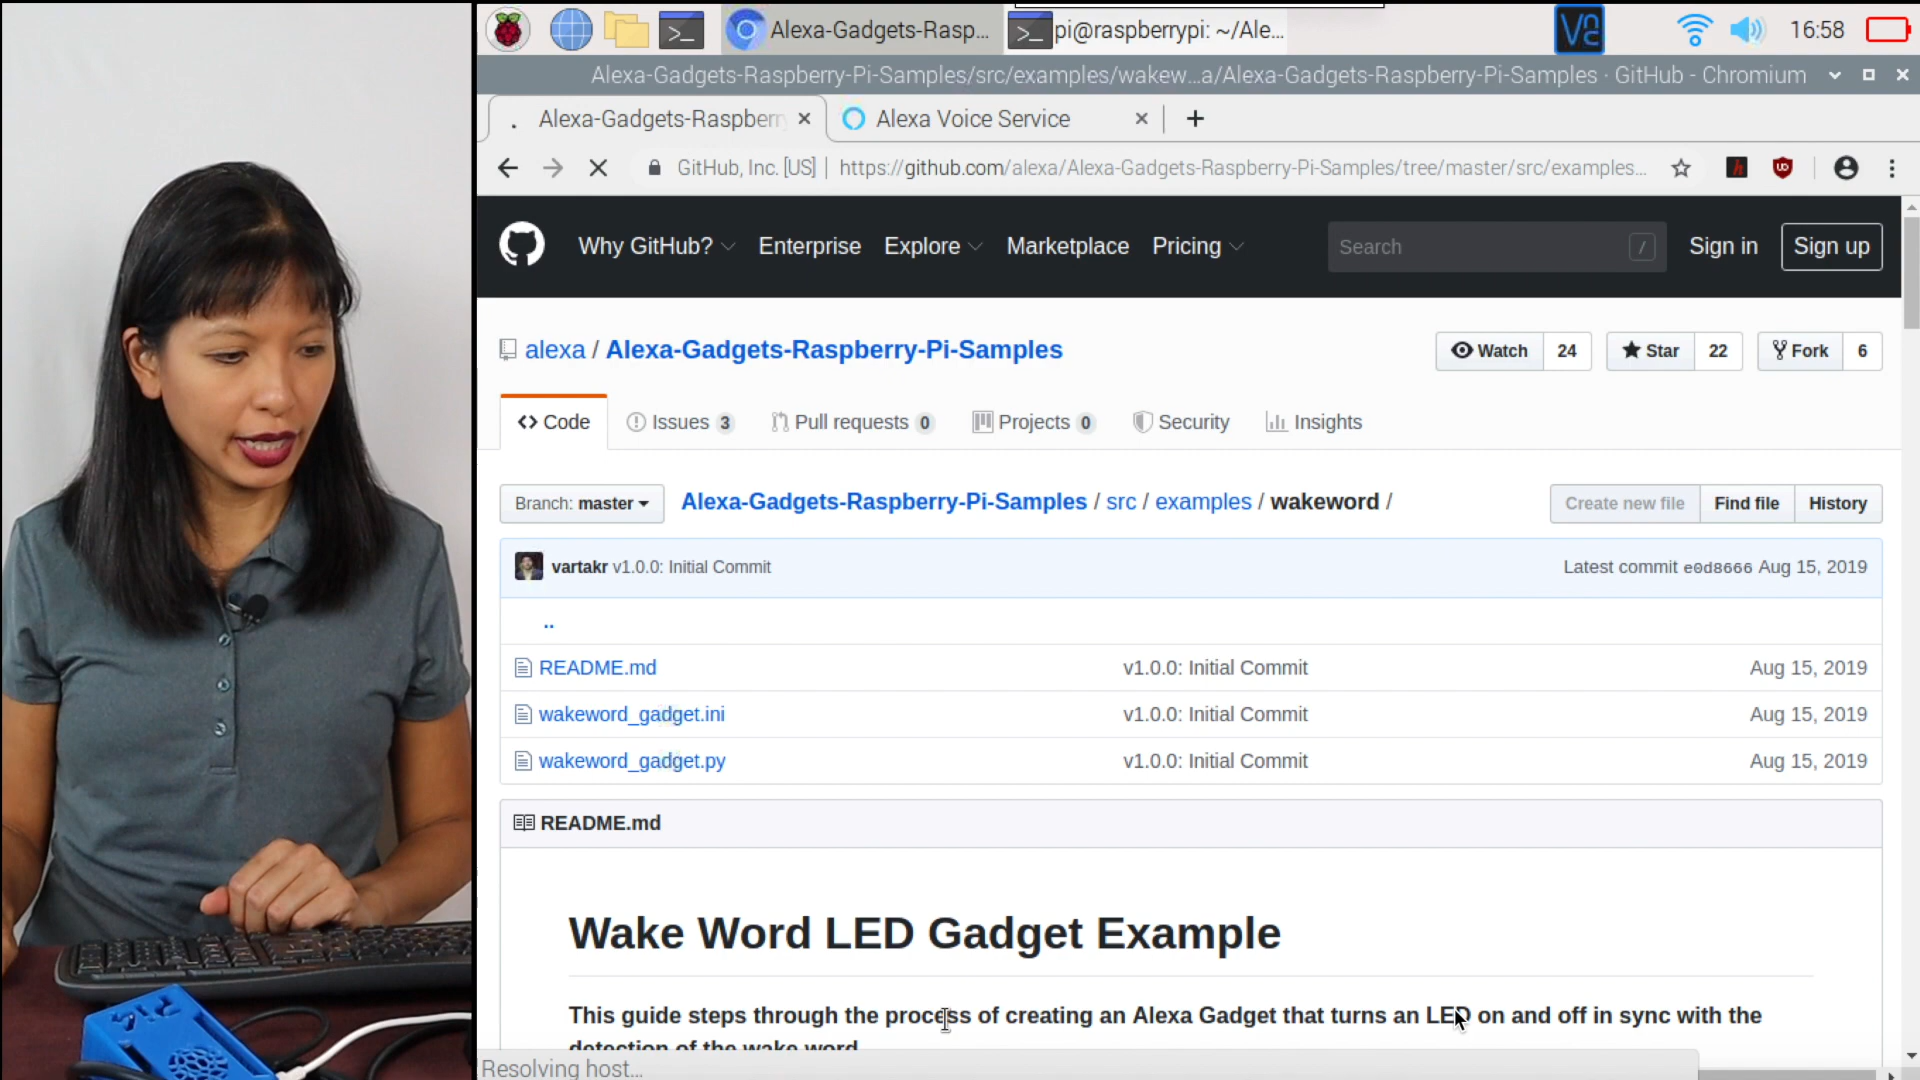 Alexa-Gadgets-Rasp...
pi@raspberrypi: ~/Ale...
16:58
Alexa-Gadgets-Raspberry-Pi-Samples/src/examples/wakew...a/Alexa-Gadgets-Raspberry-Pi-Samples · GitHub - Chromium
Alexa-Gadgets-Raspberr
Alexa Voice Service
GitHub, Inc. [US] | https://github.com/alexa/Alexa-Gadgets-Raspberry-Pi-Samples/tree/master/src/examples...
Why GitHub? Enterprise Explore Marketplace Pricing Search / Sign in Sign up
alexa / Alexa-Gadgets-Raspberry-Pi-Samples
Watch 24 Star 22 Fork 6
Code Issues 3 Pull requests 0 Projects 0 Security Insights
Branch: master Alexa-Gadgets-Raspberry-Pi-Samples / src / examples / wakeword / Create new file Find file History
vartakr v1.0.0: Initial Commit Latest commit e0d8666 Aug 15, 2019
..
README.md v1.0.0: Initial Commit Aug 15, 2019
wakeword_gadget.ini v1.0.0: Initial Commit Aug 15, 2019
wakeword_gadget.py v1.0.0: Initial Commit Aug 15, 2019
README.md
Wake Word LED Gadget Example
This guide steps through the process of creating an Alexa Gadget that turns an LED on and off in sync with the
detection of the wake word.
Resolving host...